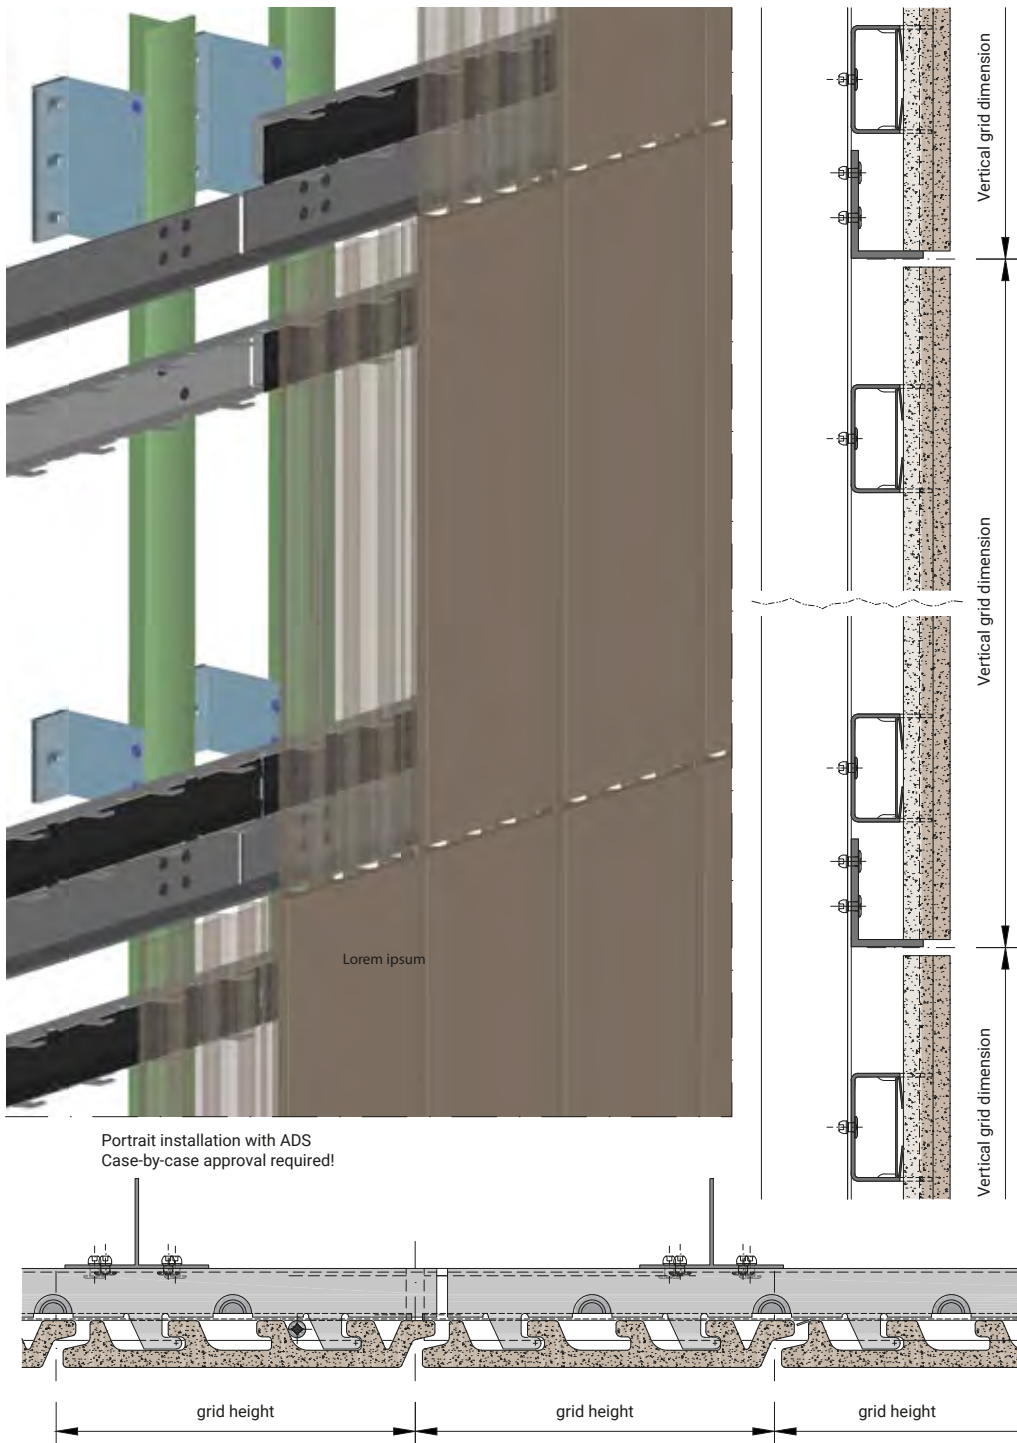 Vertical grid dimension
Vertical grid dimension
Lorem ipsum
Vertical grid dimension
Portrait installation with ADS
Case-by-case approval required!
grid height
grid height
grid height